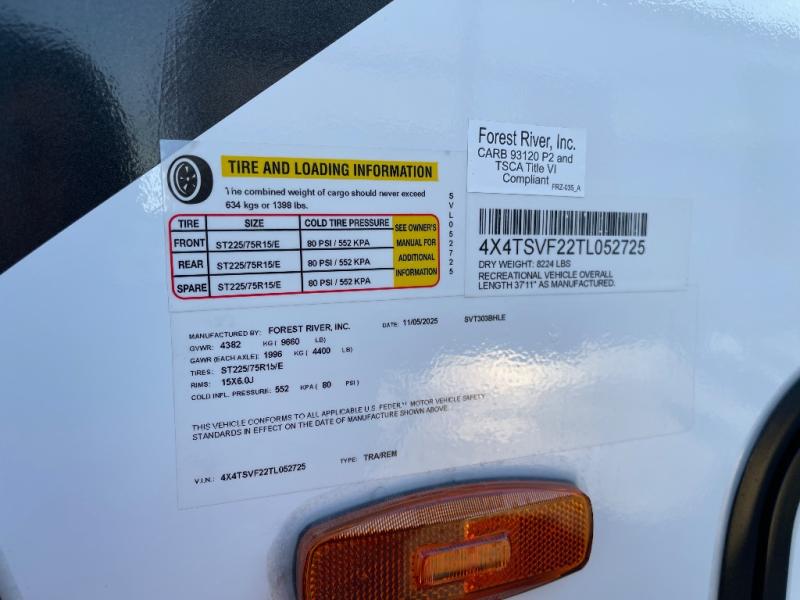 TIRE AND LOADING INFORMATION
The combined weight of cargo should never exceed
634 kgs or 1398 lbs.
TIRE SIZE COLD TIRE PRESSURE
FRONT ST225/75R15/E 80 PSI / 552 KPA
REAR ST225/75R15/E 80 PSI / 552 KPA
SPARE ST225/75R15/E 80 PSI / 552 KPA
SEE OWNER'S
MANUAL FOR
ADDITIONAL
INFORMATION
SVL052725
Forest River, Inc.
CARB 93120 P2 and
TSCA Title VI
Compliant
FRZ-035_A
4X4TSVF22TL052725
DRY WEIGHT: 8224 LBS
RECREATIONAL VEHICLE OVERALL
LENGTH 37'11" AS MANUFACTURED.
MANUFACTURED BY: FOREST RIVER, INC. DATE: 11/05/2025 SVT303BHLE
GVWR: 4382 KG ( 9660 LB)
GAWR (EACH AXLE): 1996 KG ( 4400 LB)
TIRES: ST225/75R15/E
RIMS: 15X6.0J
COLD INFL. PRESSURE: 552 KPA ( 80 PSI)
THIS VEHICLE CONFORMS TO ALL APPLICABLE U.S. MOTOR VEHICLE SAFETY
STANDARDS IN EFFECT ON THE DATE OF MANUFACTURE SHOWN ABOVE.
V.I.N.: 4X4TSVF22TL052725 TYPE: TRA/REM